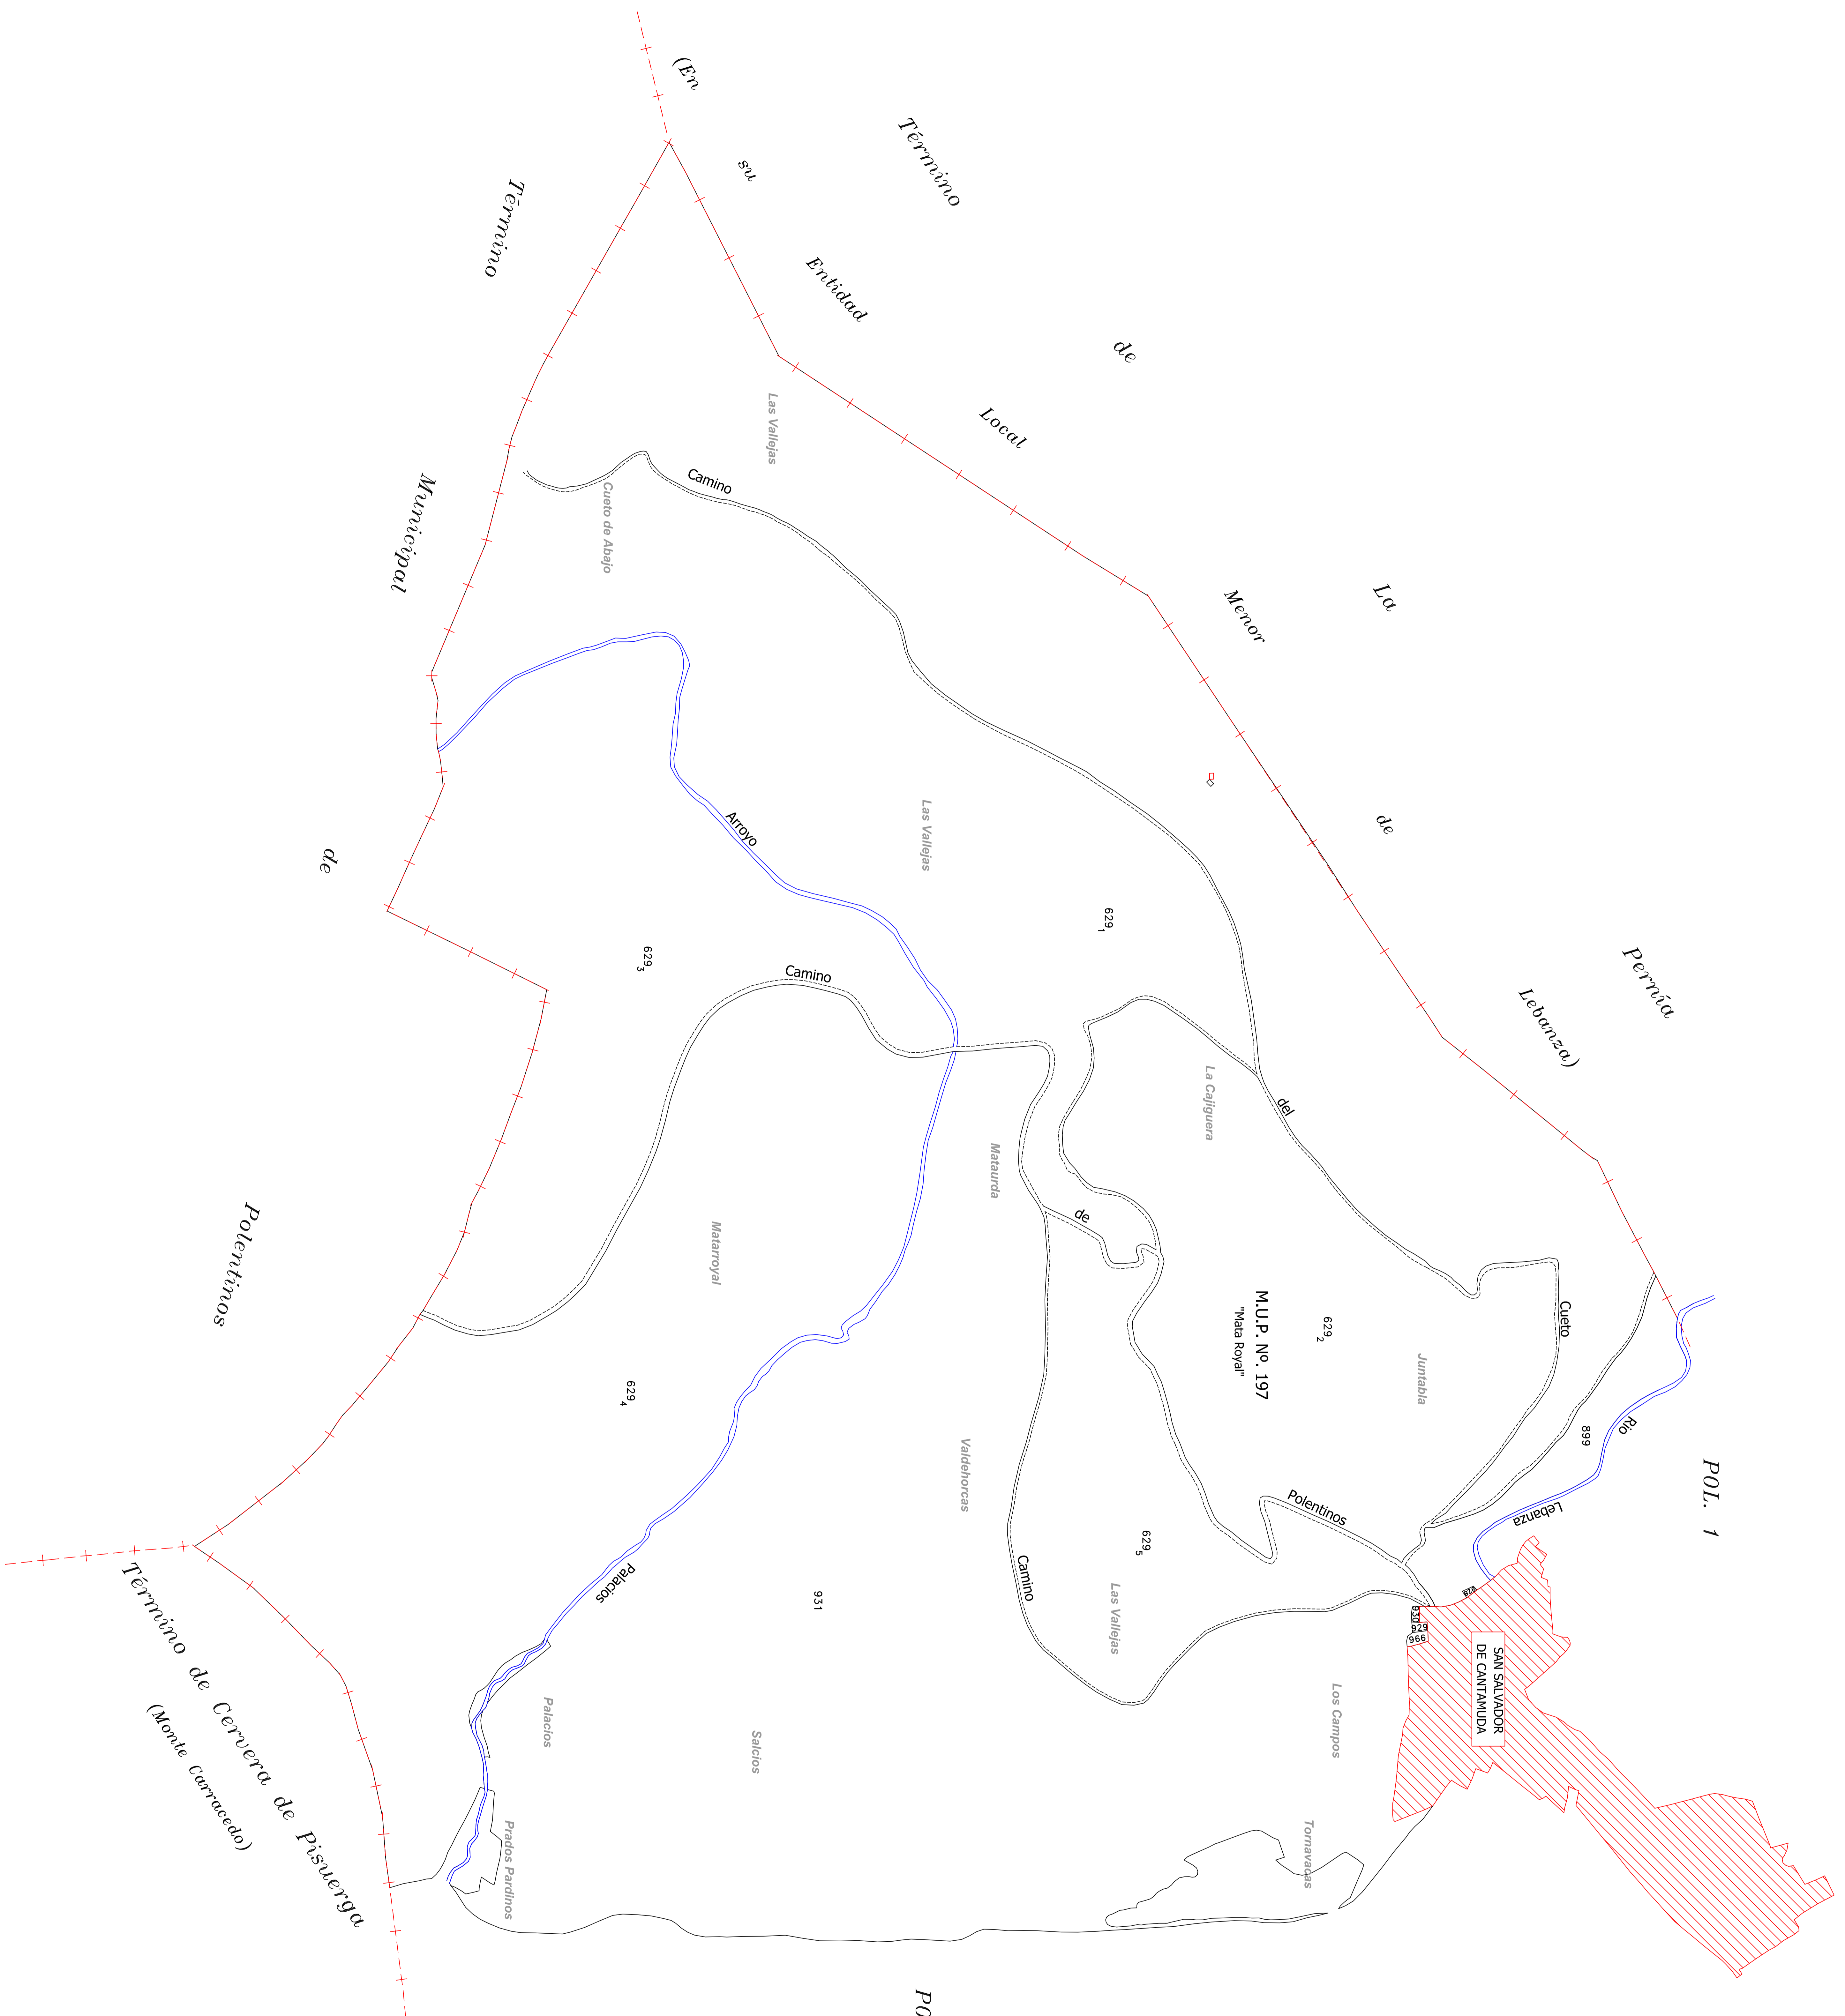 Término de La Pernía
(En su Entidad Local Menor de Lebanza)
Término Municipal de Polentinos
Término de Cervera de Pisuerga
(Monte Carracedo)
POL. 1
Las Vallejas
Cueto de Abajo
Camino del Cueto
Arroyo Palacios
Las Vallejas
629 1
629 3
Camino de Polentinos
La Cajiguera
Mataurda
Matarroyal
M.U.P. Nº. 197
"Mata Royal"
629 2
Juntabla
899
Río Lebanza
629 4
Valdehorcas
629 5
Camino
Las Vallejas
931
930
929
966
SAN SALVADOR
DE CANTAMUDA
Los Campos
Palacios
Salcios
Tornavacas
Prados Pardinos